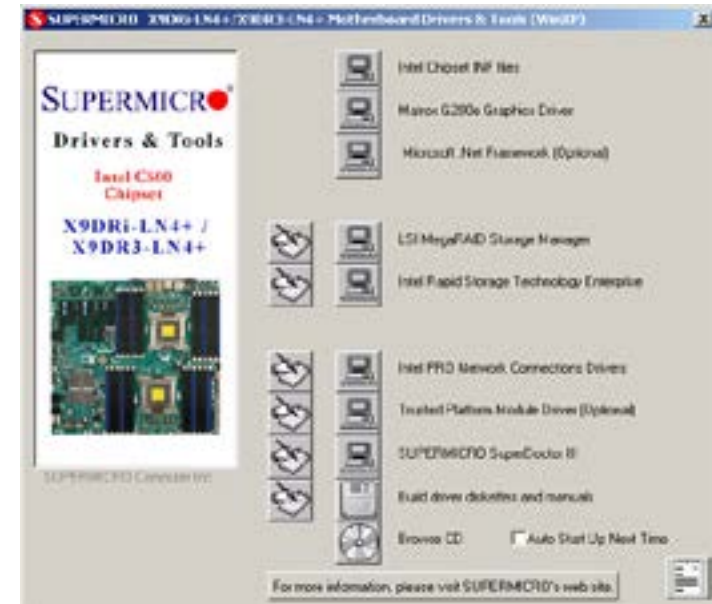 SUPERMICRO X9DRi-LN4+/X9DR3-LN4+ Motherboard Drivers & Tools (WinXP)
SUPERMICRO
Drivers & Tools
Intel C600
Chipset
X9DRi-LN4+ /
X9DR3-LN4+
SUPERMICRO Computer Inc.
Intel Chipset INF files
Matrox G200e Graphics Driver
Microsoft .Net Framework (Optional)
LSI MegaRAID Storage Manager
Intel Rapid Storage Technology Enterprise
Intel PRO Network Connections Drivers
Trusted Platform Module Driver (Optional)
SUPERMICRO SuperDoctor III
Build driver diskettes and manuals
Browse CD
Auto Start Up Next Time
For more information, please visit SUPERMICRO's web site.